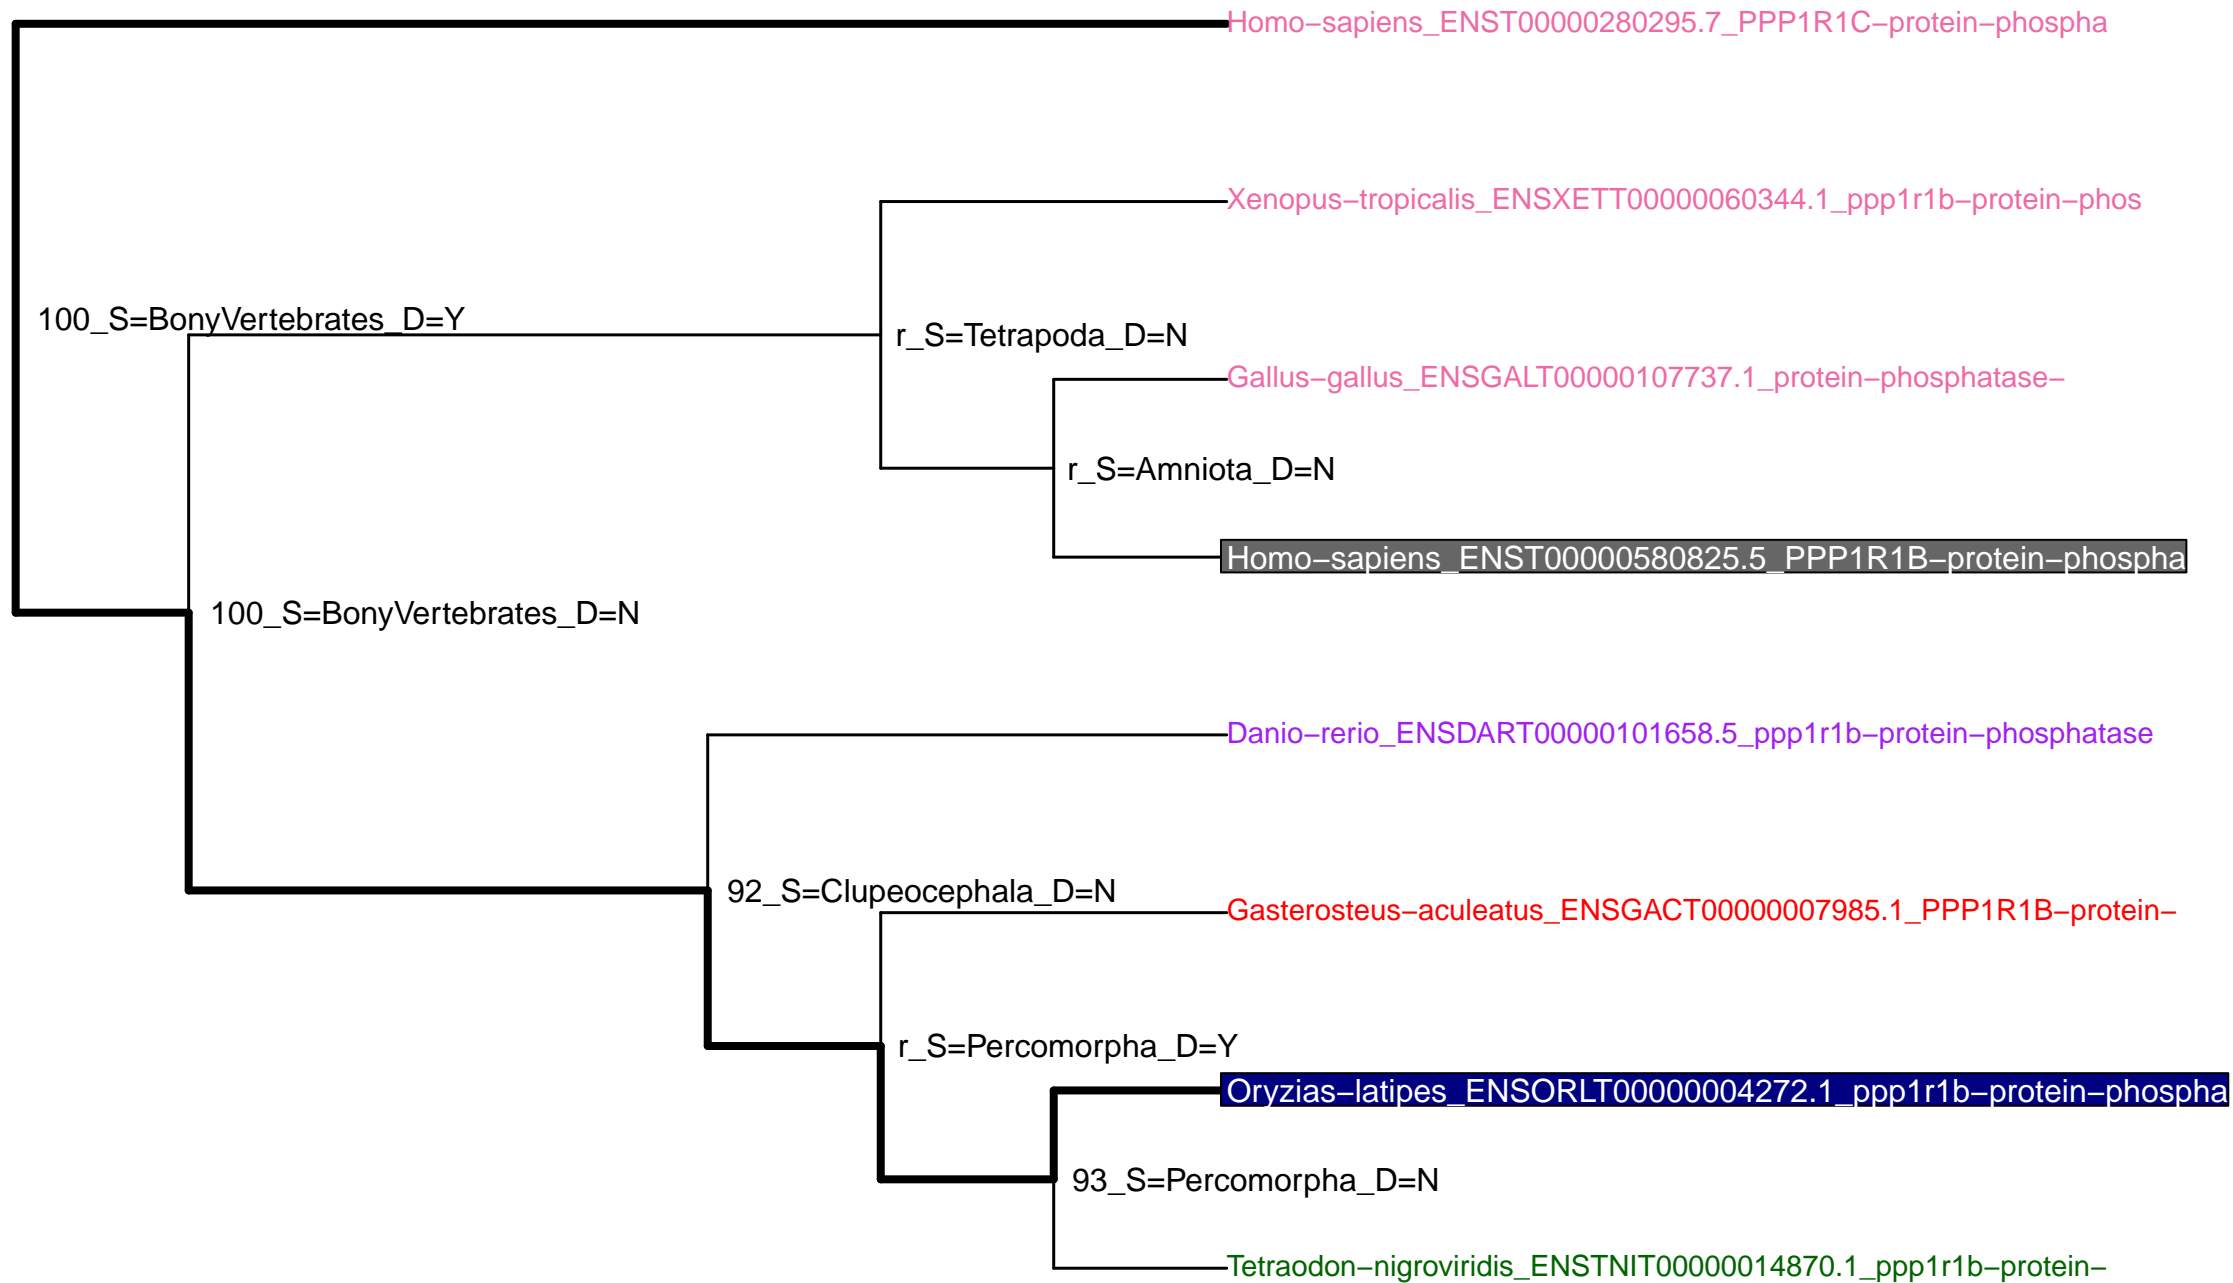 Homo–sapiens_ENST00000280295.7_PPP1R1C–protein–phospha
Xenopus–tropicalis_ENSXETT00000060344.1_ppp1r1b–protein–phos
100_S=BonyVertebrates_D=Y
r_S=Tetrapoda_D=N
Gallus–gallus_ENSGALT00000107737.1_protein–phosphatase–
r_S=Amniota_D=N
Homo–sapiens_ENST00000580825.5_PPP1R1B–protein–phospha
100_S=BonyVertebrates_D=N
Danio–rerio_ENSDART00000101658.5_ppp1r1b–protein–phosphatase
92_S=Clupeocephala_D=N
Gasterosteus–aculeatus_ENSGACT00000007985.1_PPP1R1B–protein–
r_S=Percomorpha_D=Y
Oryzias–latipes_ENSORLT00000004272.1_ppp1r1b–protein–phospha
93_S=Percomorpha_D=N
Tetraodon–nigroviridis_ENSTNIT00000014870.1_ppp1r1b–protein–